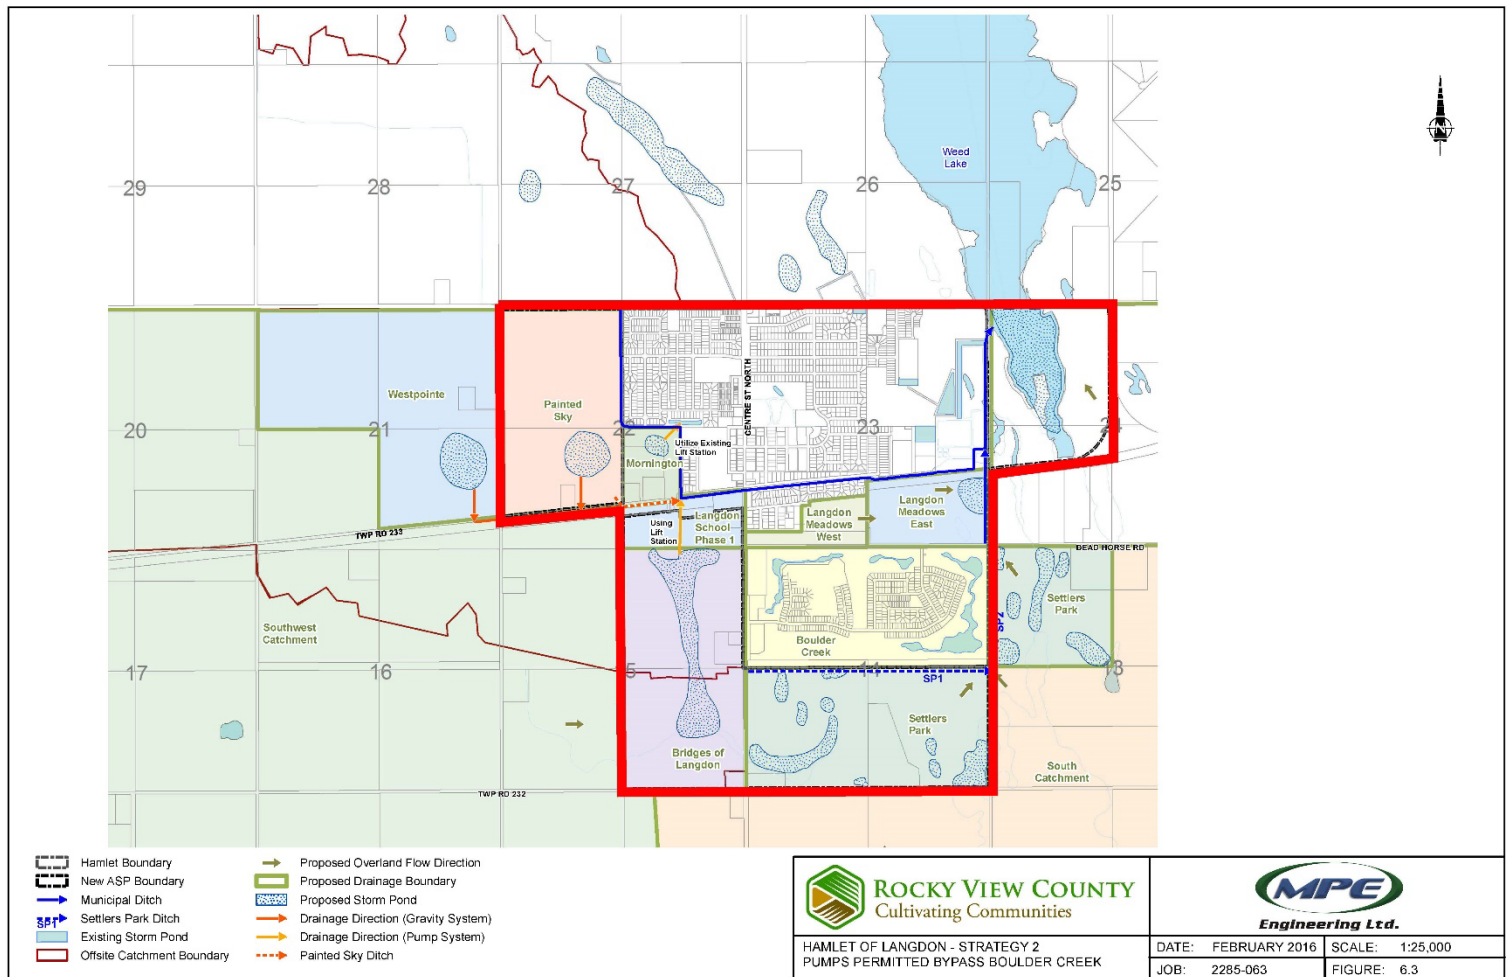 Weed
Lake
29
28
27
26
25
CENTRE ST NORTH
Westpointe
Painted
Sky
20
21
22
23
Utilize Existing
Lift Station
Mornington
Langdon
School
Phase 1
Using
Lift
Station
Langdon
Meadows
West
Langdon
Meadows
East
TWP RD 233
DEAD HORSE RD
Southwest
Catchment
Settlers
Park
SP2
Boulder
Creek
17
16
14
13
SP1
Settlers
Park
Bridges of
Langdon
South
Catchment
TWP RD 232
Hamlet Boundary
New ASP Boundary
Municipal Ditch
SP1 Settlers Park Ditch
Existing Storm Pond
Offsite Catchment Boundary
Proposed Overland Flow Direction
Proposed Drainage Boundary
Proposed Storm Pond
Drainage Direction (Gravity System)
Drainage Direction (Pump System)
Painted Sky Ditch
ROCKY VIEW COUNTY
Cultivating Communities
HAMLET OF LANGDON - STRATEGY 2
PUMPS PERMITTED BYPASS BOULDER CREEK
MPE
Engineering Ltd.
DATE: FEBRUARY 2016 SCALE: 1:25,000
JOB: 2285-063 FIGURE: 6.3